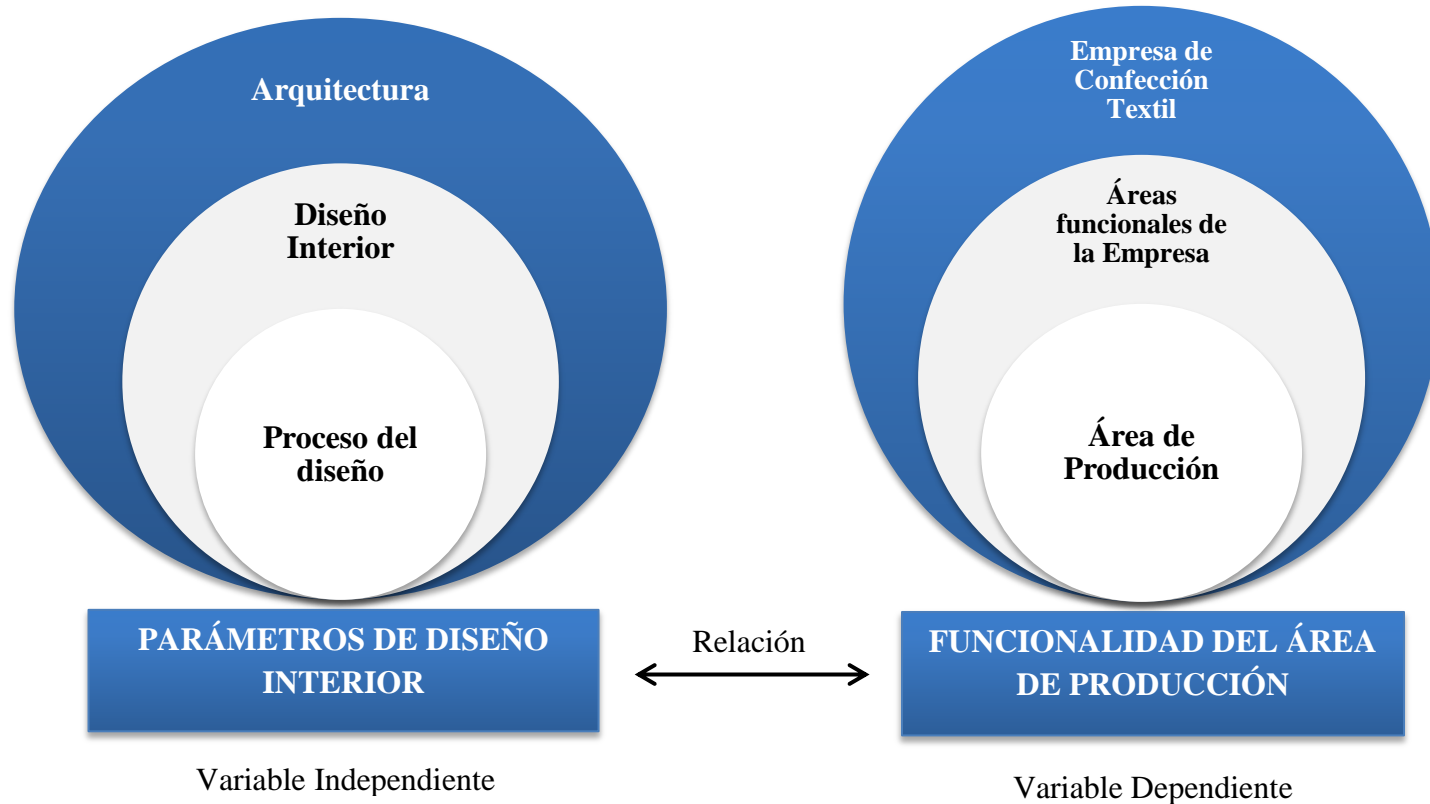 Arquitectura
Diseño
Interior
Proceso del
diseño
PARÁMETROS DE DISEÑO
INTERIOR
Variable Independiente
Relación
Empresa de
Confección
Textil
Áreas
funcionales de
la Empresa
Área de
Producción
FUNCIONALIDAD DEL ÁREA
DE PRODUCCIÓN
Variable Dependiente